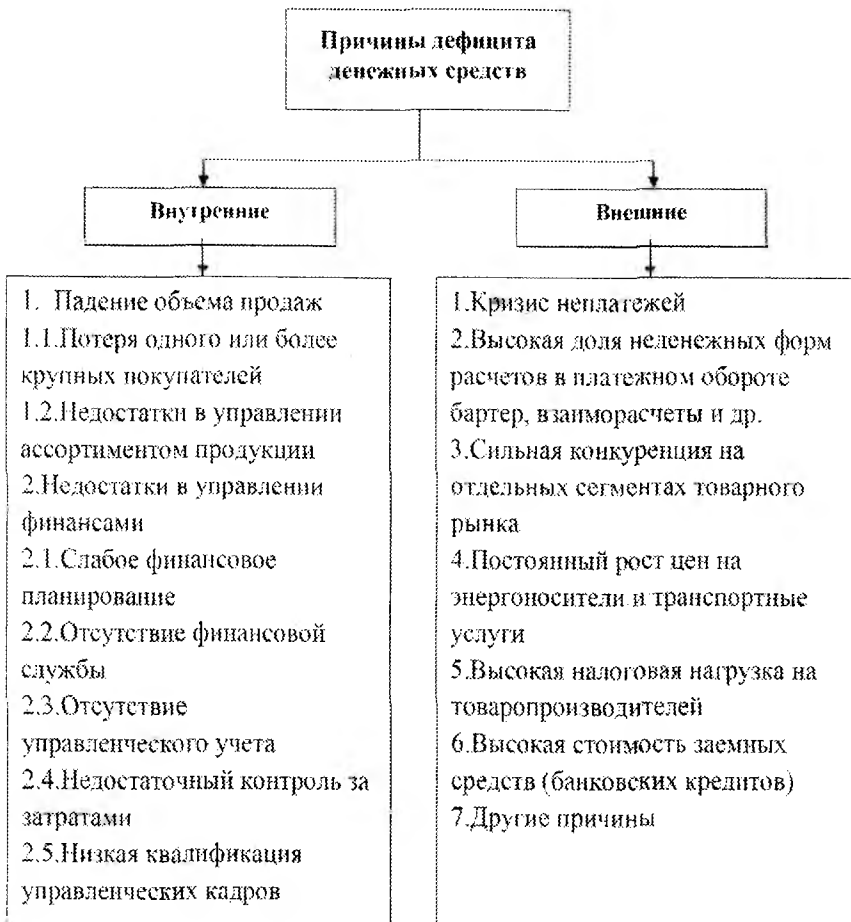 Причины дефицита
денежных средств
Внутренние
Внешние
1. Падение объема продаж
1.1.Потеря одного или более
крупных покупателей
1.2.Недостатки в управлении
ассортиментом продукции
2.Недостатки в управлении
финансами
2.1.Слабое финансовое
планирование
2.2.Отсутствие финансовой
службы
2.3.Отсутствие
управленческого учета
2.4.Недостаточный контроль за
затратами
2.5.Низкая квалификация
управленческих кадров
1.Кризис неплатежей
2.Высокая доля неденежных форм
расчетов в платежном обороте
бартер, взаиморасчеты и др.
3.Сильная конкуренция на
отдельных сегментах товарного
рынка
4.Постоянный рост цен на
энергоносители и транспортные
услуги
5.Высокая налоговая нагрузка на
товаропроизводителей
6.Высокая стоимость заемных
средств (банковских кредитов)
7.Другие причины